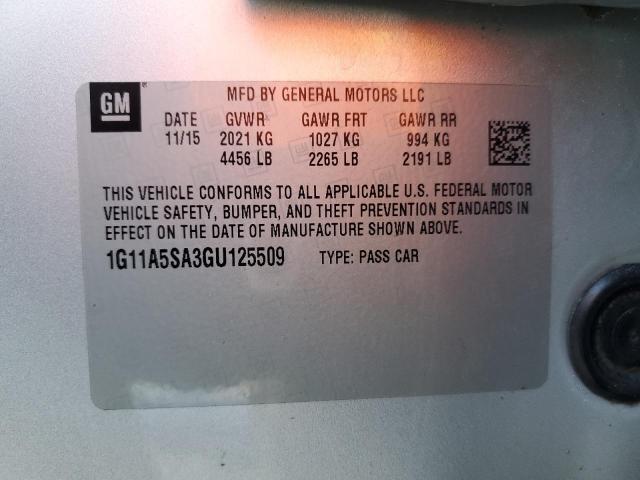 GM
MFD BY GENERAL MOTORS LLC
DATE GVWR GAWR FRT GAWR RR
11/15 2021 KG 1027 KG 994 KG
4456 LB 2265 LB 2191 LB
THIS VEHICLE CONFORMS TO ALL APPLICABLE U.S. FEDERAL MOTOR
VEHICLE SAFETY, BUMPER, AND THEFT PREVENTION STANDARDS IN
EFFECT ON THE DATE OF MANUFACTURE SHOWN ABOVE.
1G11A5SA3GU125509 TYPE: PASS CAR